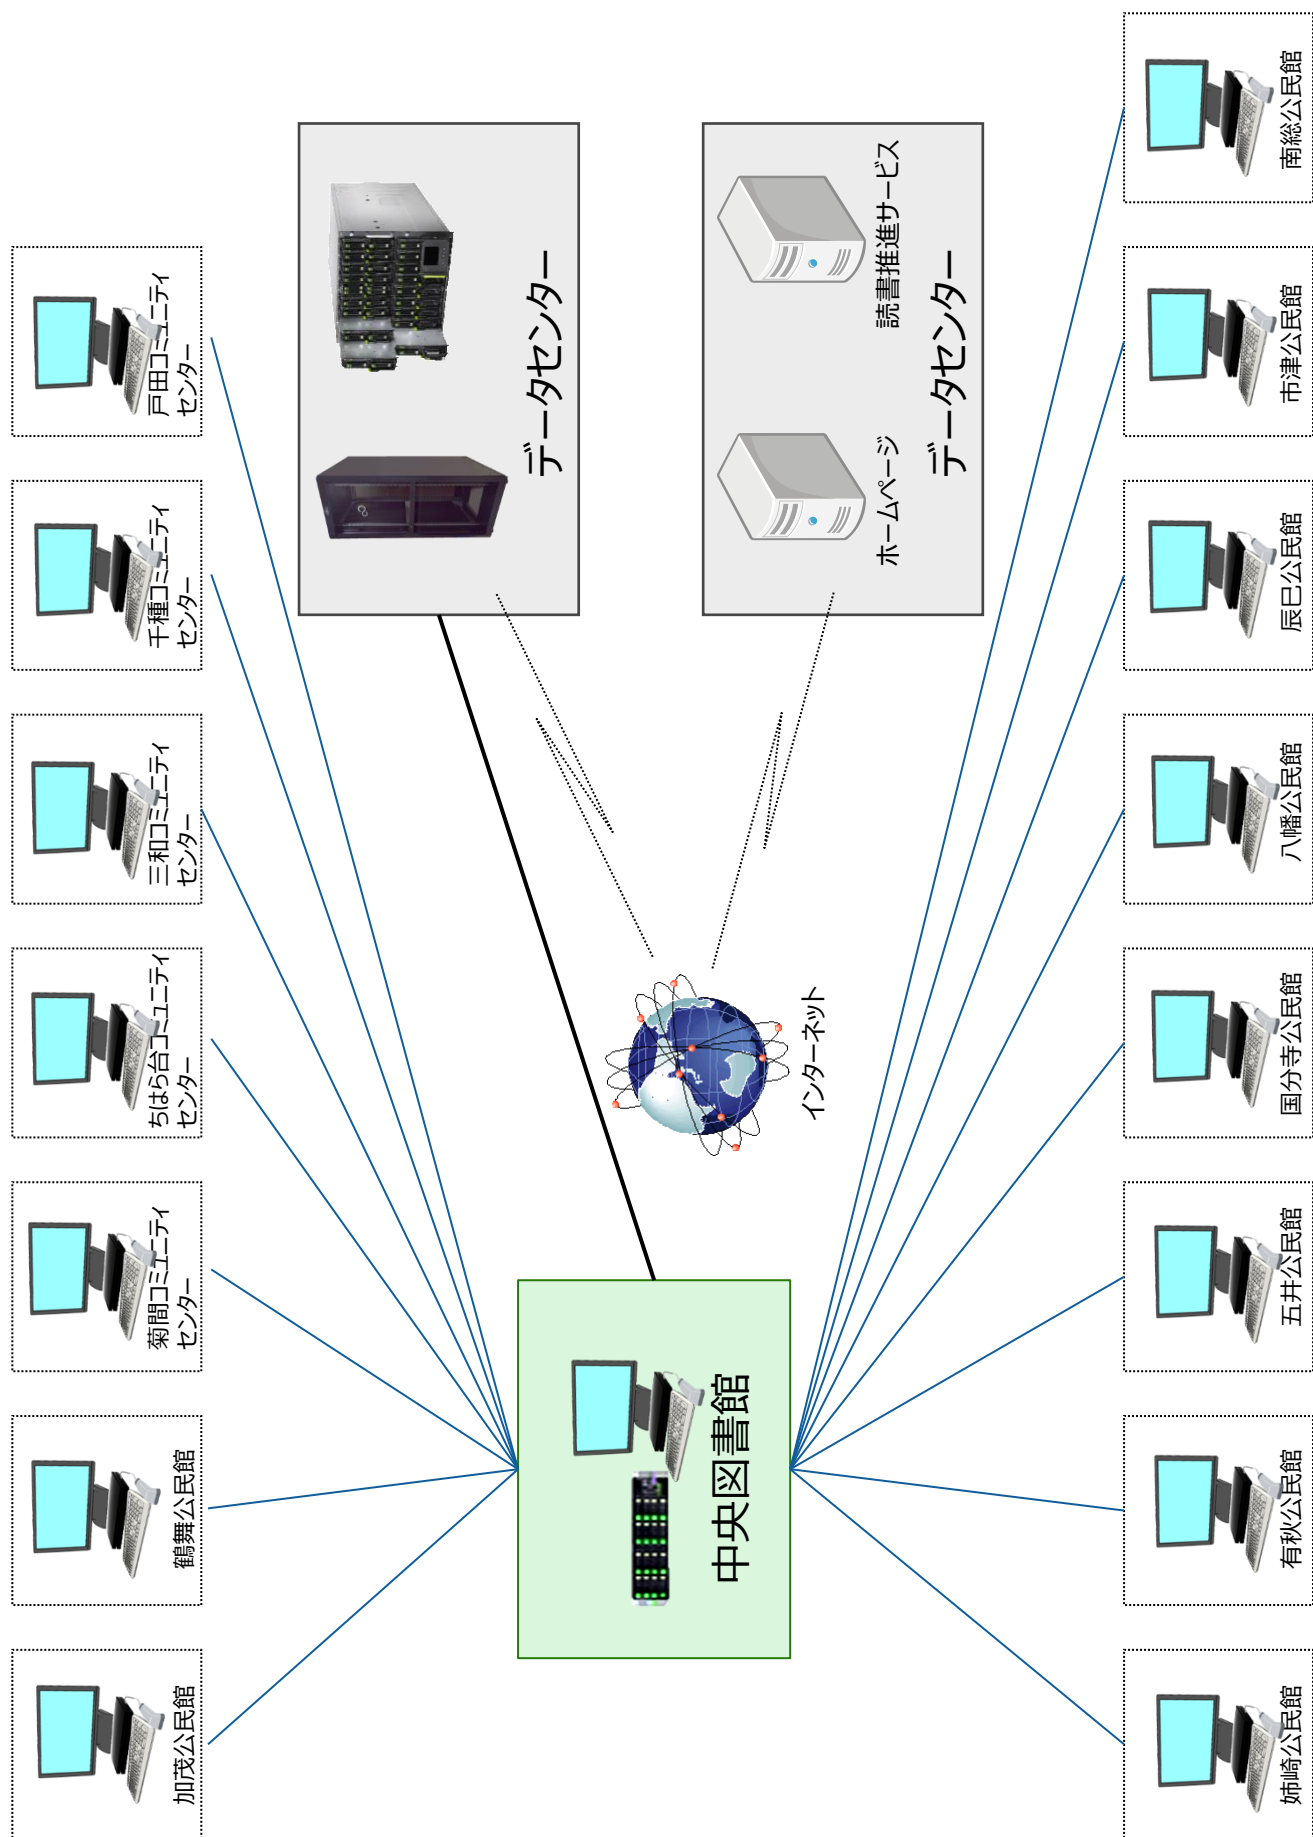 加茂公民館
鶴舞公民館
菊間コミュニティ
センター
ちはら台コミュニティ
センター
三和コミュニティ
センター
千種コミュニティ
センター
戸田コミュニティ
センター
データセンター
中央図書館
インターネット
ホームページ
読書推進サービス
データセンター
姉崎公民館
有秋公民館
五井公民館
国分寺公民館
八幡公民館
辰巳公民館
市津公民館
南総公民館